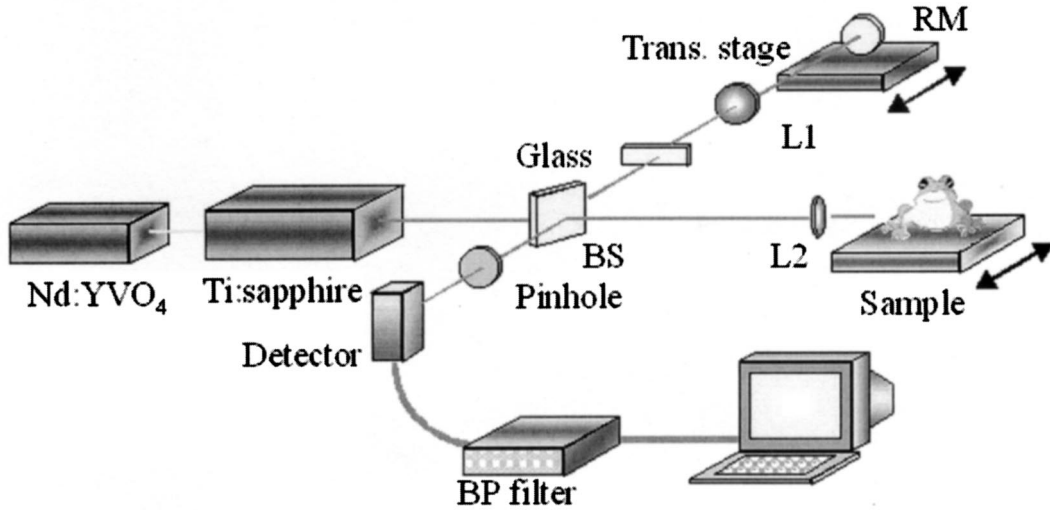 RM
Trans. stage
L1
Glass
BS
L2
Nd:YVO₄
Ti:sapphire
Pinhole
Sample
Detector
BP filter